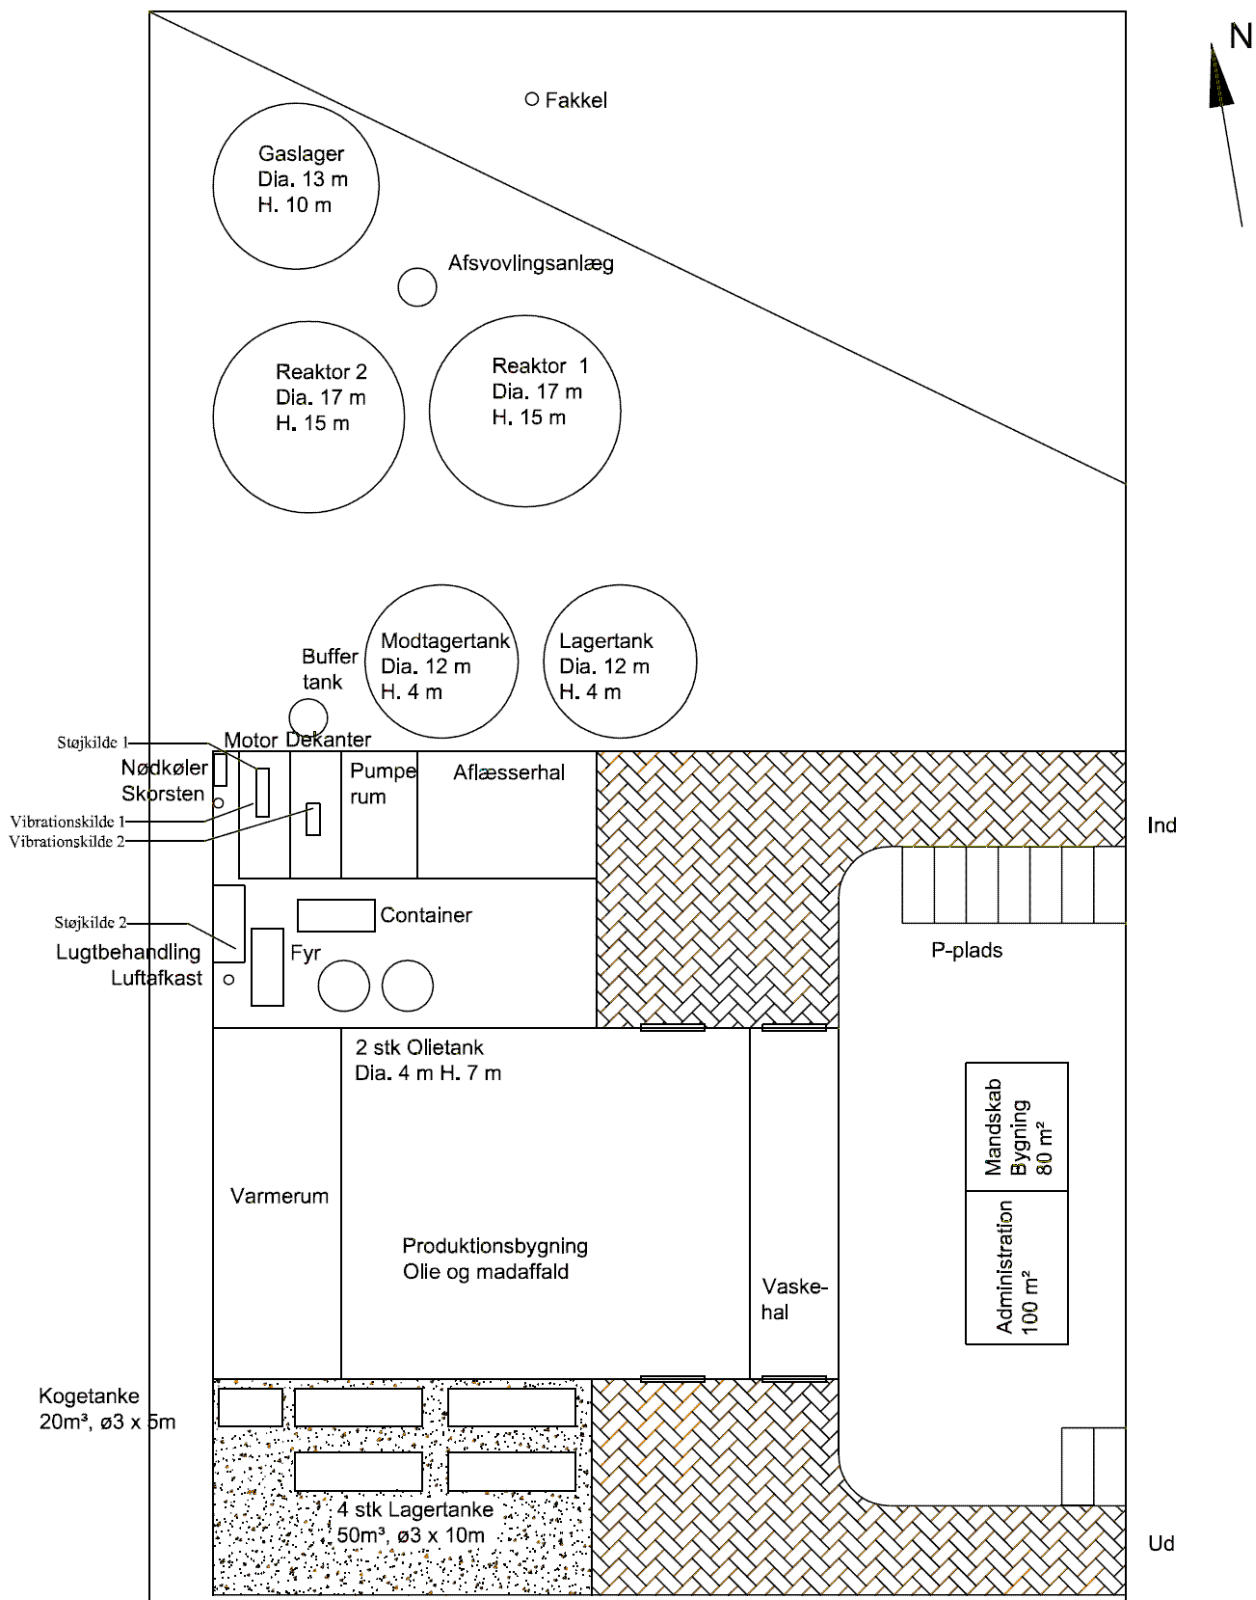 N
Fakkel
Gaslager
Dia. 13 m
H. 10 m
Afsvovlingsanlæg
Reaktor 2
Dia. 17 m
H. 15 m
Reaktor 1
Dia. 17 m
H. 15 m
Modtagertank
Dia. 12 m
H. 4 m
Lagertank
Dia. 12 m
H. 4 m
Buffer
tank
Støjkilde 1
Motor Dekanter
Nødkøler
Skorsten
Pumpe
rum
Aflæsserhal
Vibrationskilde 1
Vibrationskilde 2
Ind
Støjkilde 2
Container
Lugtbehandling
Luftafkast
Fyr
P-plads
2 stk Olietank
Dia. 4 m H. 7 m
Mandskab
Bygning
80 m²
Varmerum
Produktionsbygning
Olie og madaffald
Administration
100 m²
Vaske-
hal
Kogetanke
20m³, ø3 x 5m
4 stk Lagertanke
50m³, ø3 x 10m
Ud